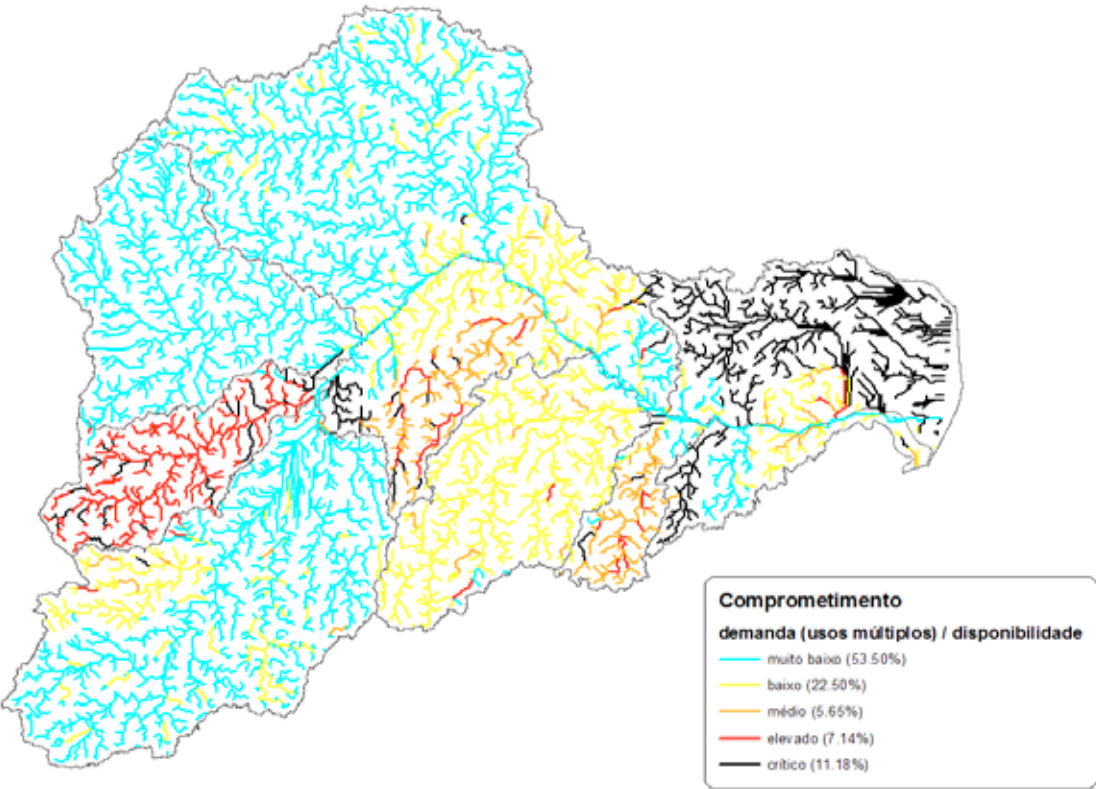 Comprometimento
demanda (usos múltiplos) / disponibilidade
muito baixo (53.50%)
baixo (22.50%)
médio (5.65%)
elevado (7.14%)
crítico (11.18%)